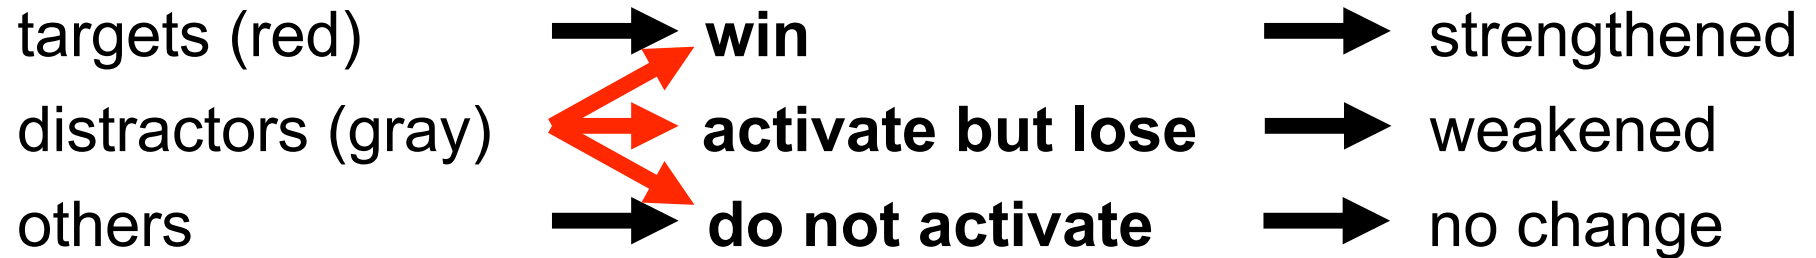 targets (red) win strengthened
distractors (gray) activate but lose weakened
others do not activate no change